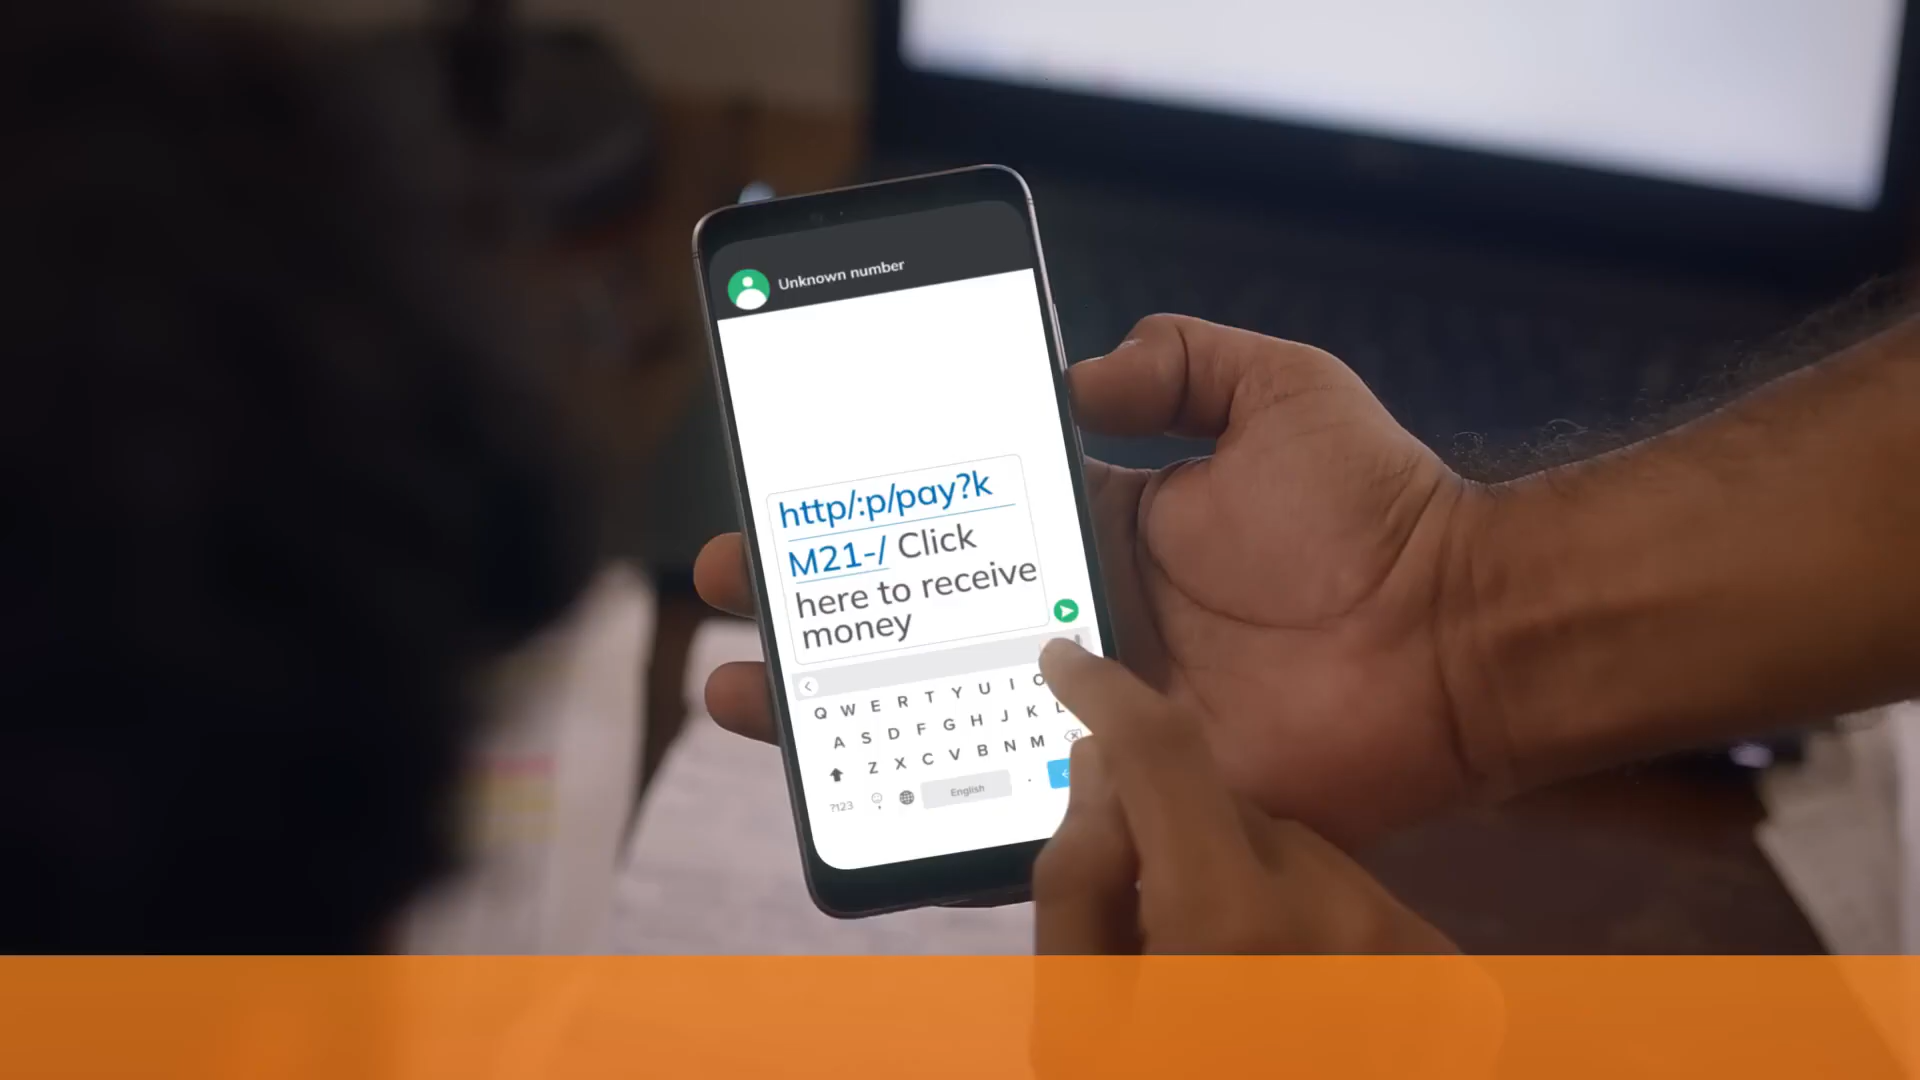 Unknown number
http/:p/pay?k
M21-/ Click
here to receive
money
Q W E R T Y U I O
A S D F G H J K L
Z X C V B N M
?123 English .